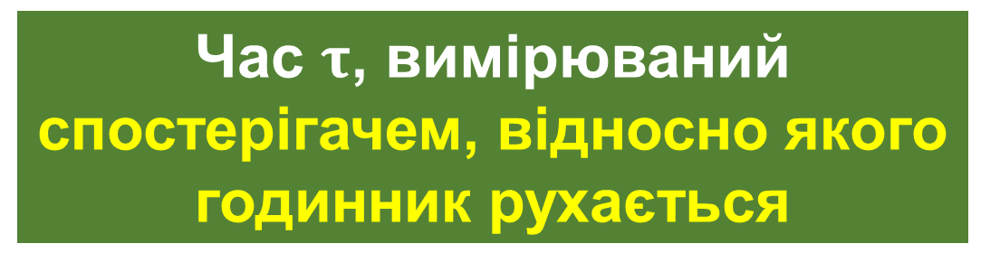 Час τ, вимірюваний
спостерігачем, відносно якого
годинник рухається